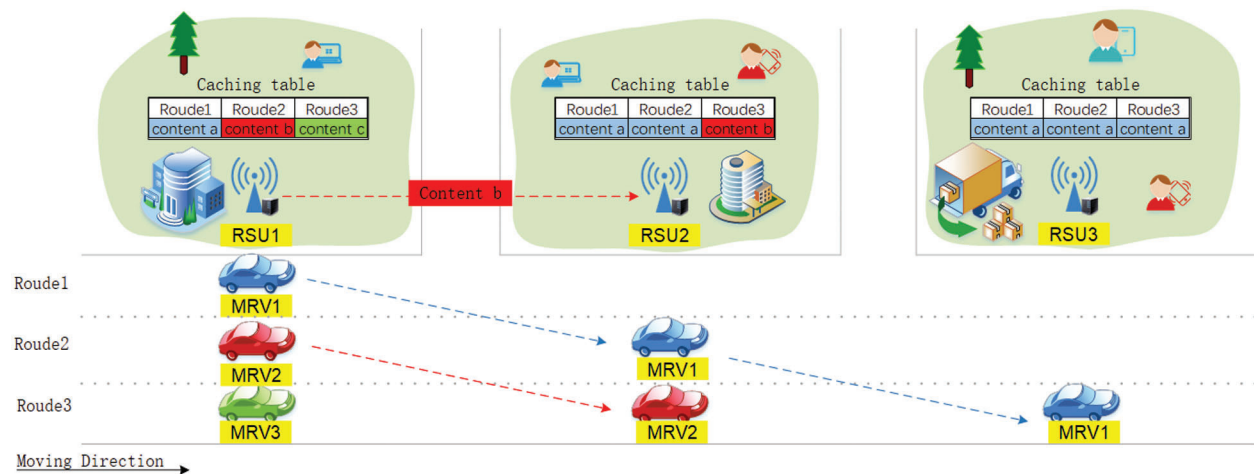 Caching table
Roude1 Roude2 Roude3
content a content b content c
RSU1
Content b
Caching table
Roude1 Roude2 Roude3
content a content a content b
RSU2
Caching table
Roude1 Roude2 Roude3
content a content a content a
RSU3
Roude1
MRV1
Roude2
MRV2
MRV1
Roude3
MRV3
MRV2
MRV1
Moving Direction